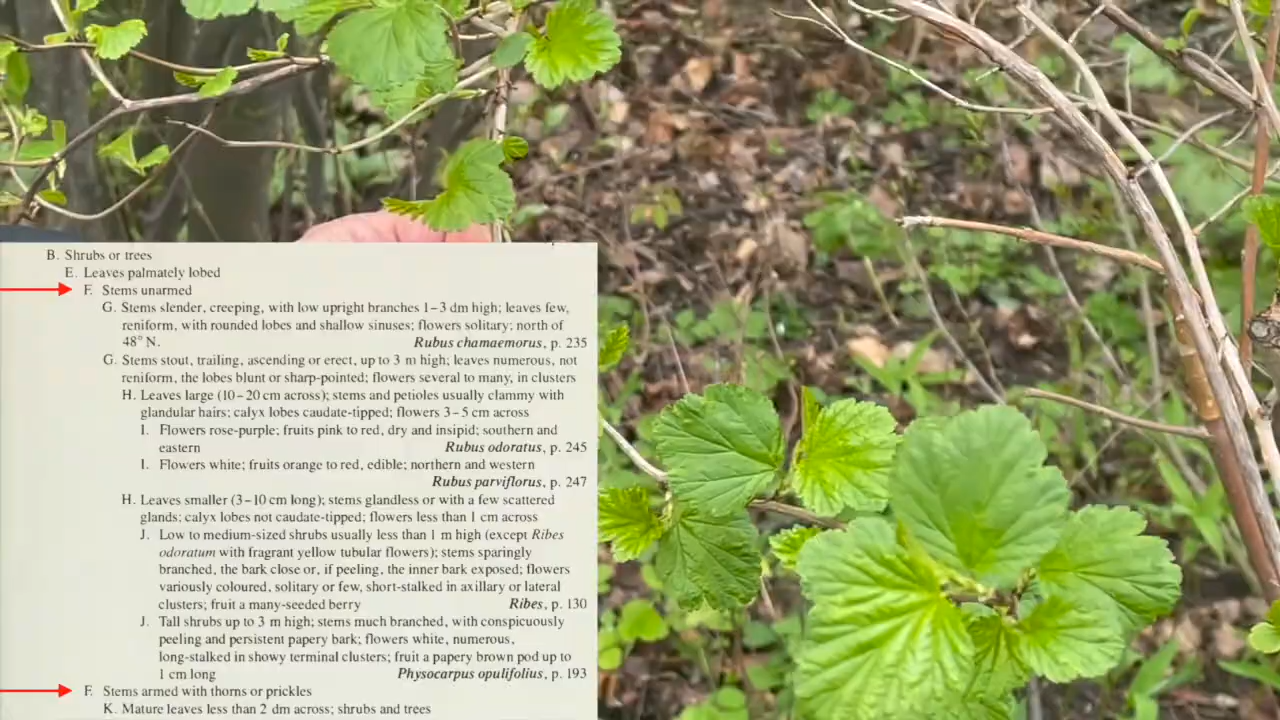 B. Shrubs or trees
E. Leaves palmately lobed
F. Stems unarmed
G. Stems slender, creeping, with low upright branches 1–3 dm high; leaves few,
reniform, with rounded lobes and shallow sinuses; flowers solitary; north of
48° N. Rubus chamaemorus, p. 235
G. Stems stout, trailing, ascending or erect, up to 3 m high; leaves numerous, not
reniform, the lobes blunt or sharp-pointed; flowers several to many, in clusters
H. Leaves large (10–20 cm across); stems and petioles usually clammy with
glandular hairs; calyx lobes caudate-tipped; flowers 3–5 cm across
I. Flowers rose-purple; fruits pink to red, dry and insipid; southern and
eastern Rubus odoratus, p. 245
I. Flowers white; fruits orange to red, edible; northern and western
Rubus parviflorus, p. 247
H. Leaves smaller (3–10 cm long); stems glandless or with a few scattered
glands; calyx lobes not caudate-tipped; flowers less than 1 cm across
J. Low to medium-sized shrubs usually less than 1 m high (except Ribes
odoratum with fragrant yellow tubular flowers); stems sparingly
branched, the bark close or, if peeling, the inner bark exposed; flowers
variously coloured, solitary or few, short-stalked in axillary or lateral
clusters; fruit a many-seeded berry Ribes, p. 130
J. Tall shrubs up to 3 m high; stems much branched, with conspicuously
peeling and persistent papery bark; flowers white, numerous,
long-stalked in showy terminal clusters; fruit a papery brown pod up to
1 cm long Physocarpus opulifolius, p. 193
F. Stems armed with thorns or prickles
K. Mature leaves less than 2 dm across; shrubs and trees